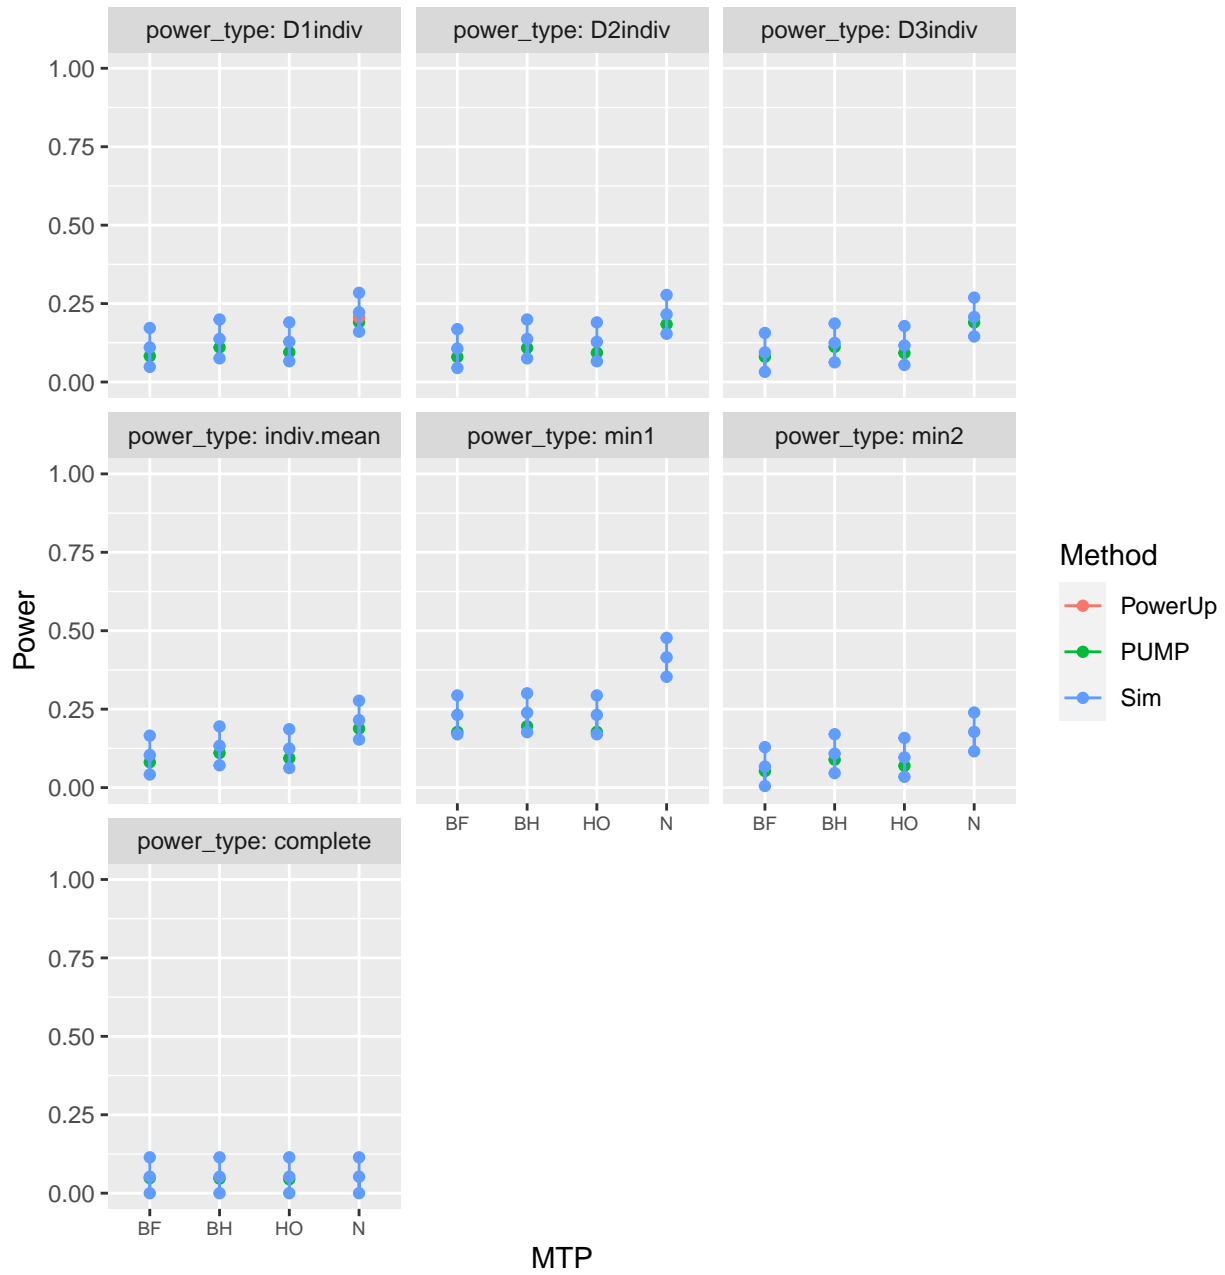 power_type: D1indiv power_type: D2indiv power_type: D3indiv
1.00
0.75
0.50
0.25
0.00
power_type: indiv.mean power_type: min1 power_type: min2
1.00
0.75
0.50
0.25
0.00
BF BH HO N BF BH HO N
power_type: complete
1.00
0.75
0.50
0.25
0.00
BF BH HO N
MTP
Power
Method
PowerUp
PUMP
Sim